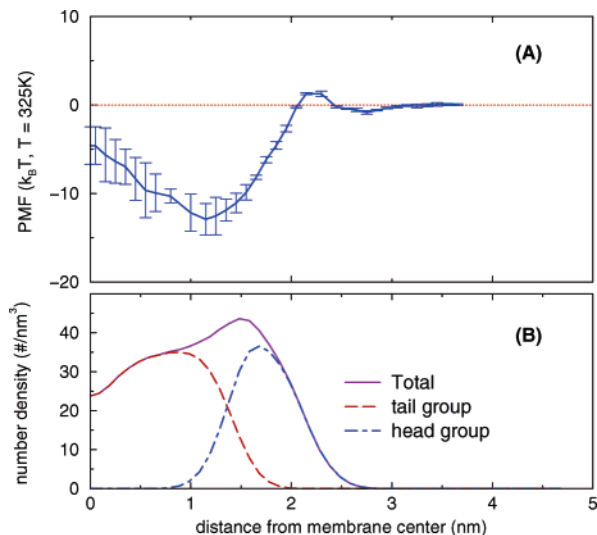 10
(A)
0
−10
−20
PMF (kBT, T = 325K)
40
30
20
10
0
number density (#/nm³)
(B)
Total
tail group
head group
0 1 2 3 4 5
distance from membrane center (nm)